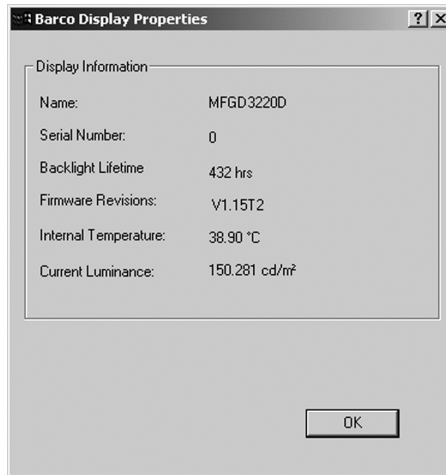 Barco Display Properties
Display Information
Name: MFGD3220D
Serial Number: 0
Backlight Lifetime 432 hrs
Firmware Revisions: V1.15T2
Internal Temperature: 38.90 °C
Current Luminance: 150.281 cd/m²
OK